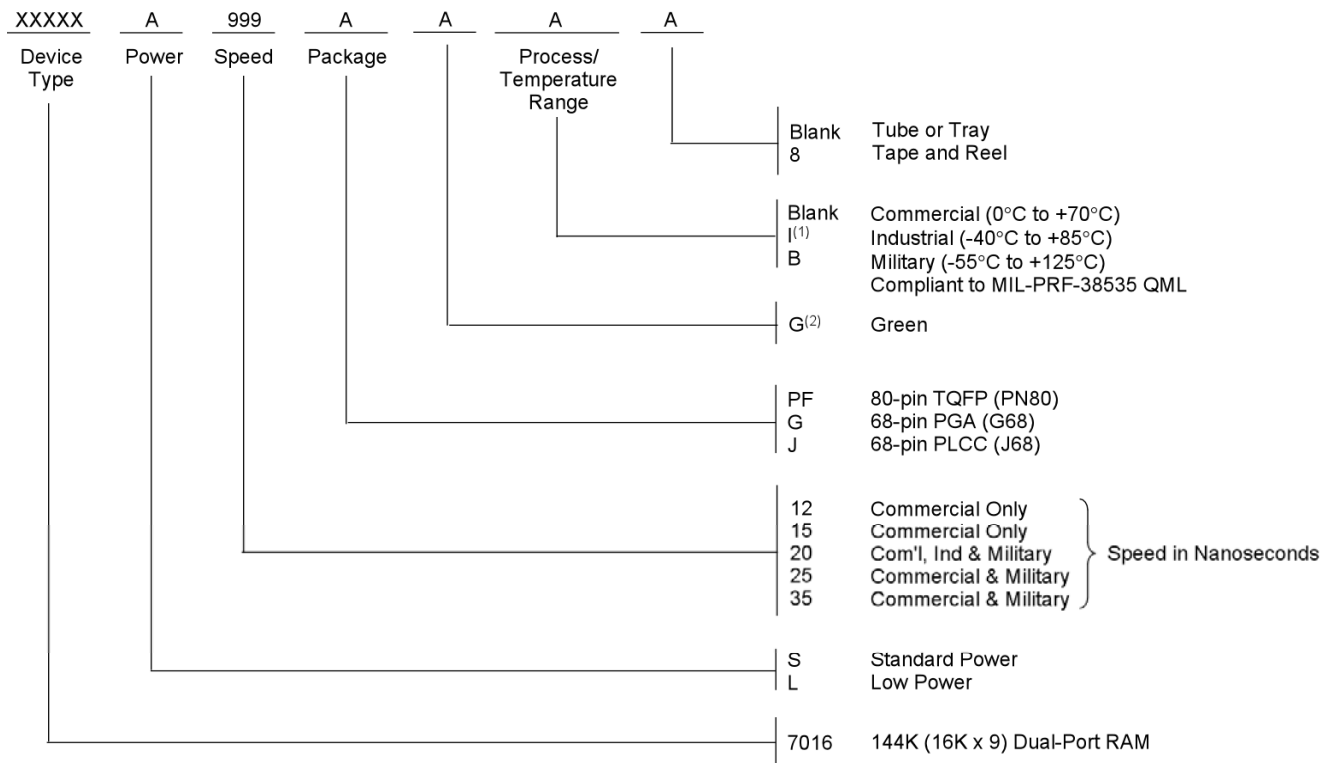 XXXXX A 999 A A A A
Device Type Power Speed Package Process/ Temperature Range
Blank Tube or Tray
8 Tape and Reel
Blank Commercial (0°C to +70°C)
I(1) Industrial (-40°C to +85°C)
B Military (-55°C to +125°C)
Compliant to MIL-PRF-38535 QML
G(2) Green
PF 80-pin TQFP (PN80)
G 68-pin PGA (G68)
J 68-pin PLCC (J68)
12 Commercial Only
15 Commercial Only
20 Com'l, Ind & Military Speed in Nanoseconds
25 Commercial & Military
35 Commercial & Military
S Standard Power
L Low Power
7016 144K (16K x 9) Dual-Port RAM